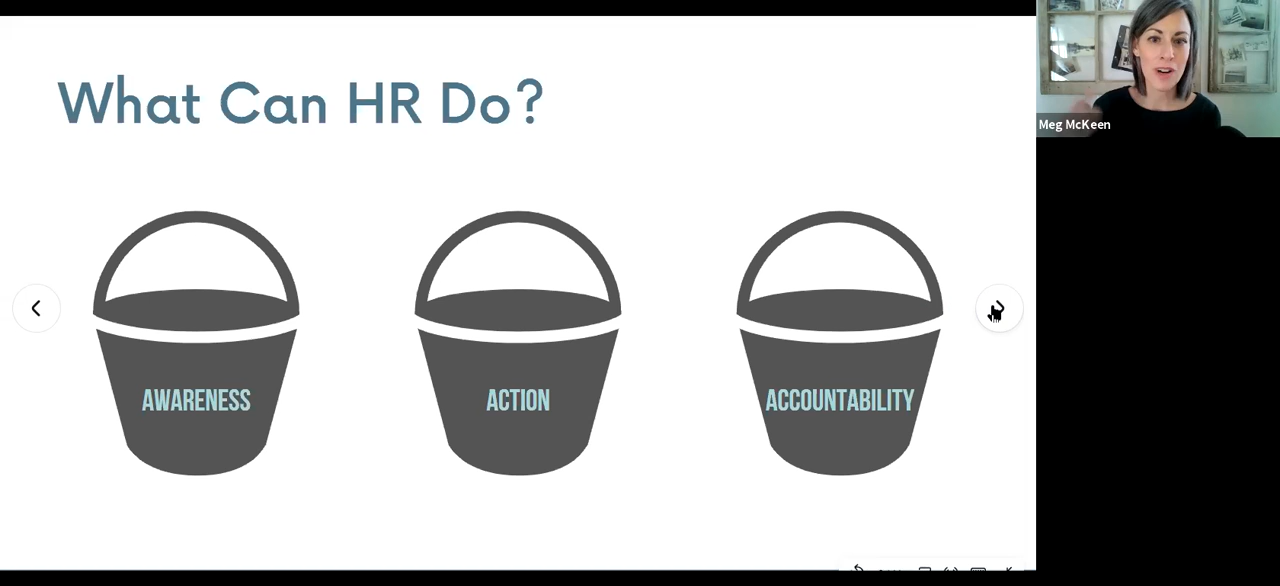 What Can HR Do?
AWARENESS
ACTION
ACCOUNTABILITY
Meg McKeen